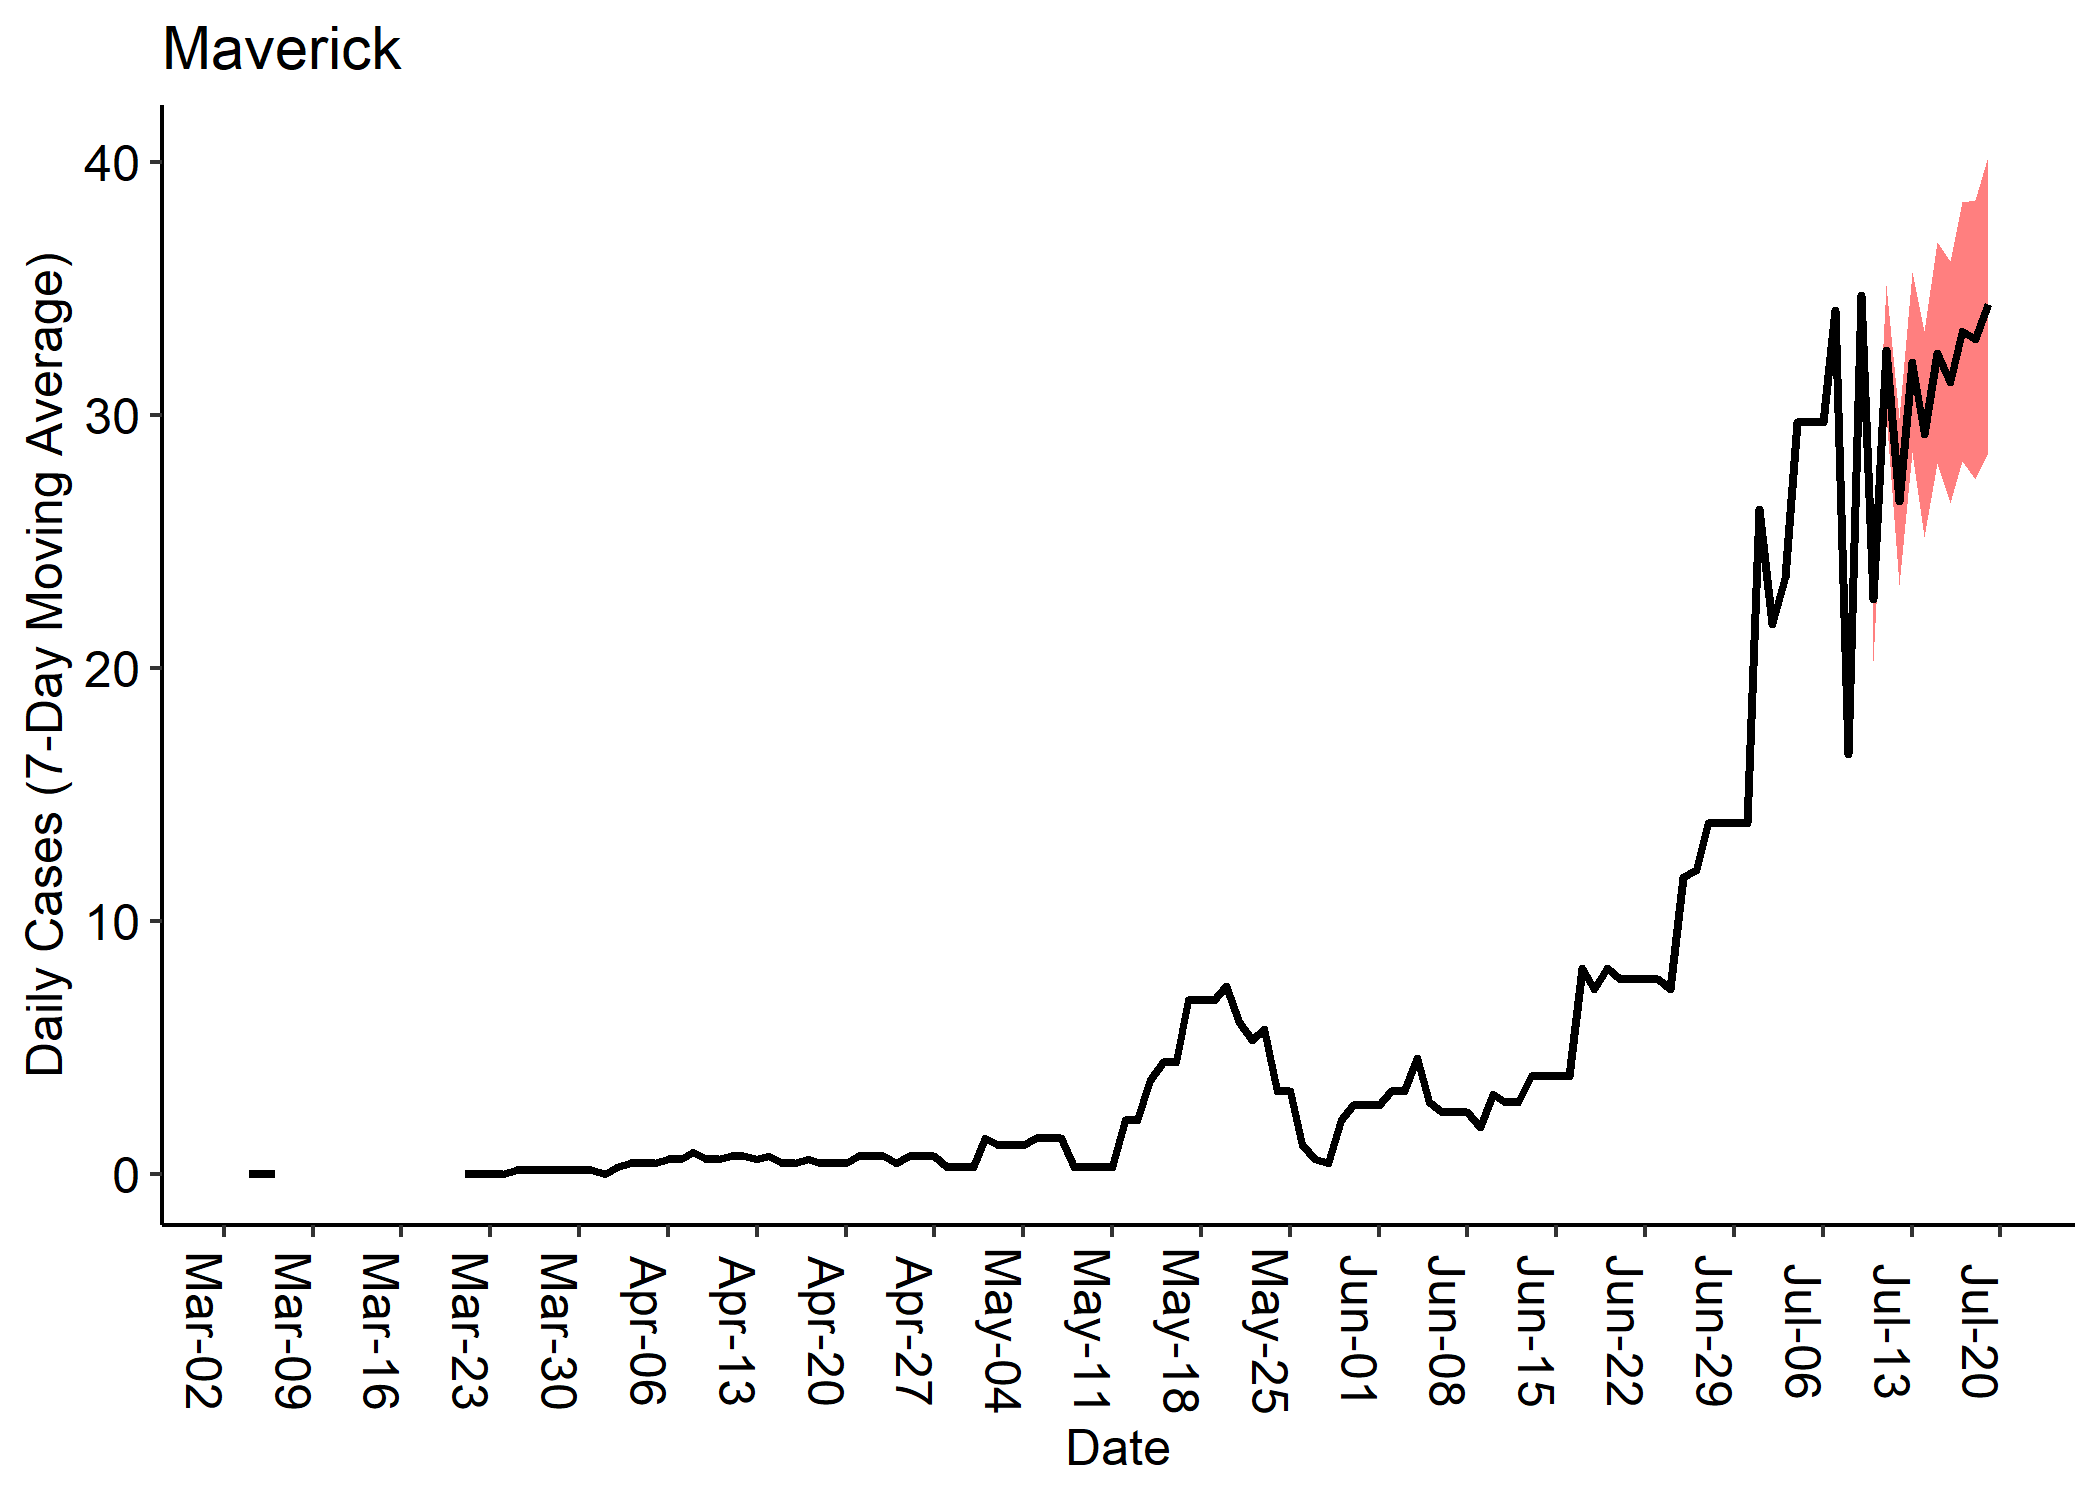 Maverick
Daily Cases (7-Day Moving Average)
40
30
20
10
0
Mar-02
Mar-09
Mar-16
Mar-23
Mar-30
Apr-06
Apr-13
Apr-20
Apr-27
May-04
May-11
May-18
May-25
Jun-01
Jun-08
Jun-15
Jun-22
Jun-29
Jul-06
Jul-13
Jul-20
Date